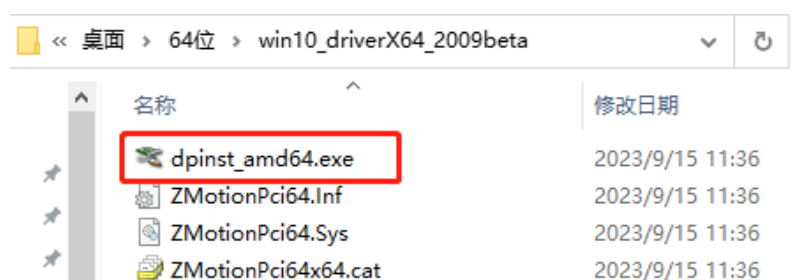 « 桌面 › 64位 › win10_driverX64_2009beta
名称 修改日期
dpinst_amd64.exe 2023/9/15 11:36
ZMotionPci64.Inf 2023/9/15 11:36
ZMotionPci64.Sys 2023/9/15 11:36
ZMotionPci64x64.cat 2023/9/15 11:36